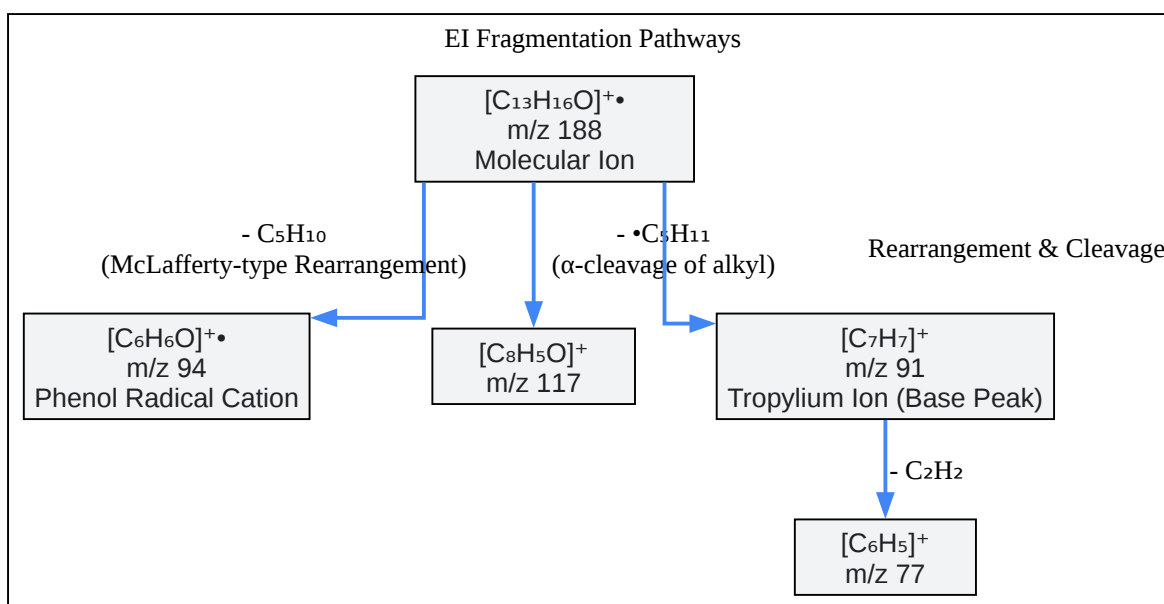 EI Fragmentation Pathways
[C₁₃H₁₆O]⁺•
m/z 188
Molecular Ion
- C₅H₁₀
(McLafferty-type Rearrangement)
- •C₅H₁₁
(α-cleavage of alkyl)
Rearrangement & Cleavage
[C₆H₆O]⁺•
m/z 94
Phenol Radical Cation
[C₈H₅O]⁺
m/z 117
[C₇H₇]⁺
m/z 91
Tropylium Ion (Base Peak)
- C₂H₂
[C₆H₅]⁺
m/z 77